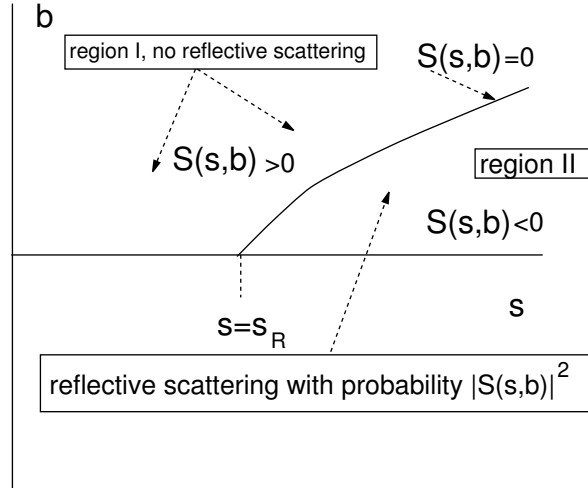 b
region I, no reflective scattering
S(s,b)=0
S(s,b) >0
region II
S(s,b)<0
s=s_R
s
reflective scattering with probability |S(s,b)|^2